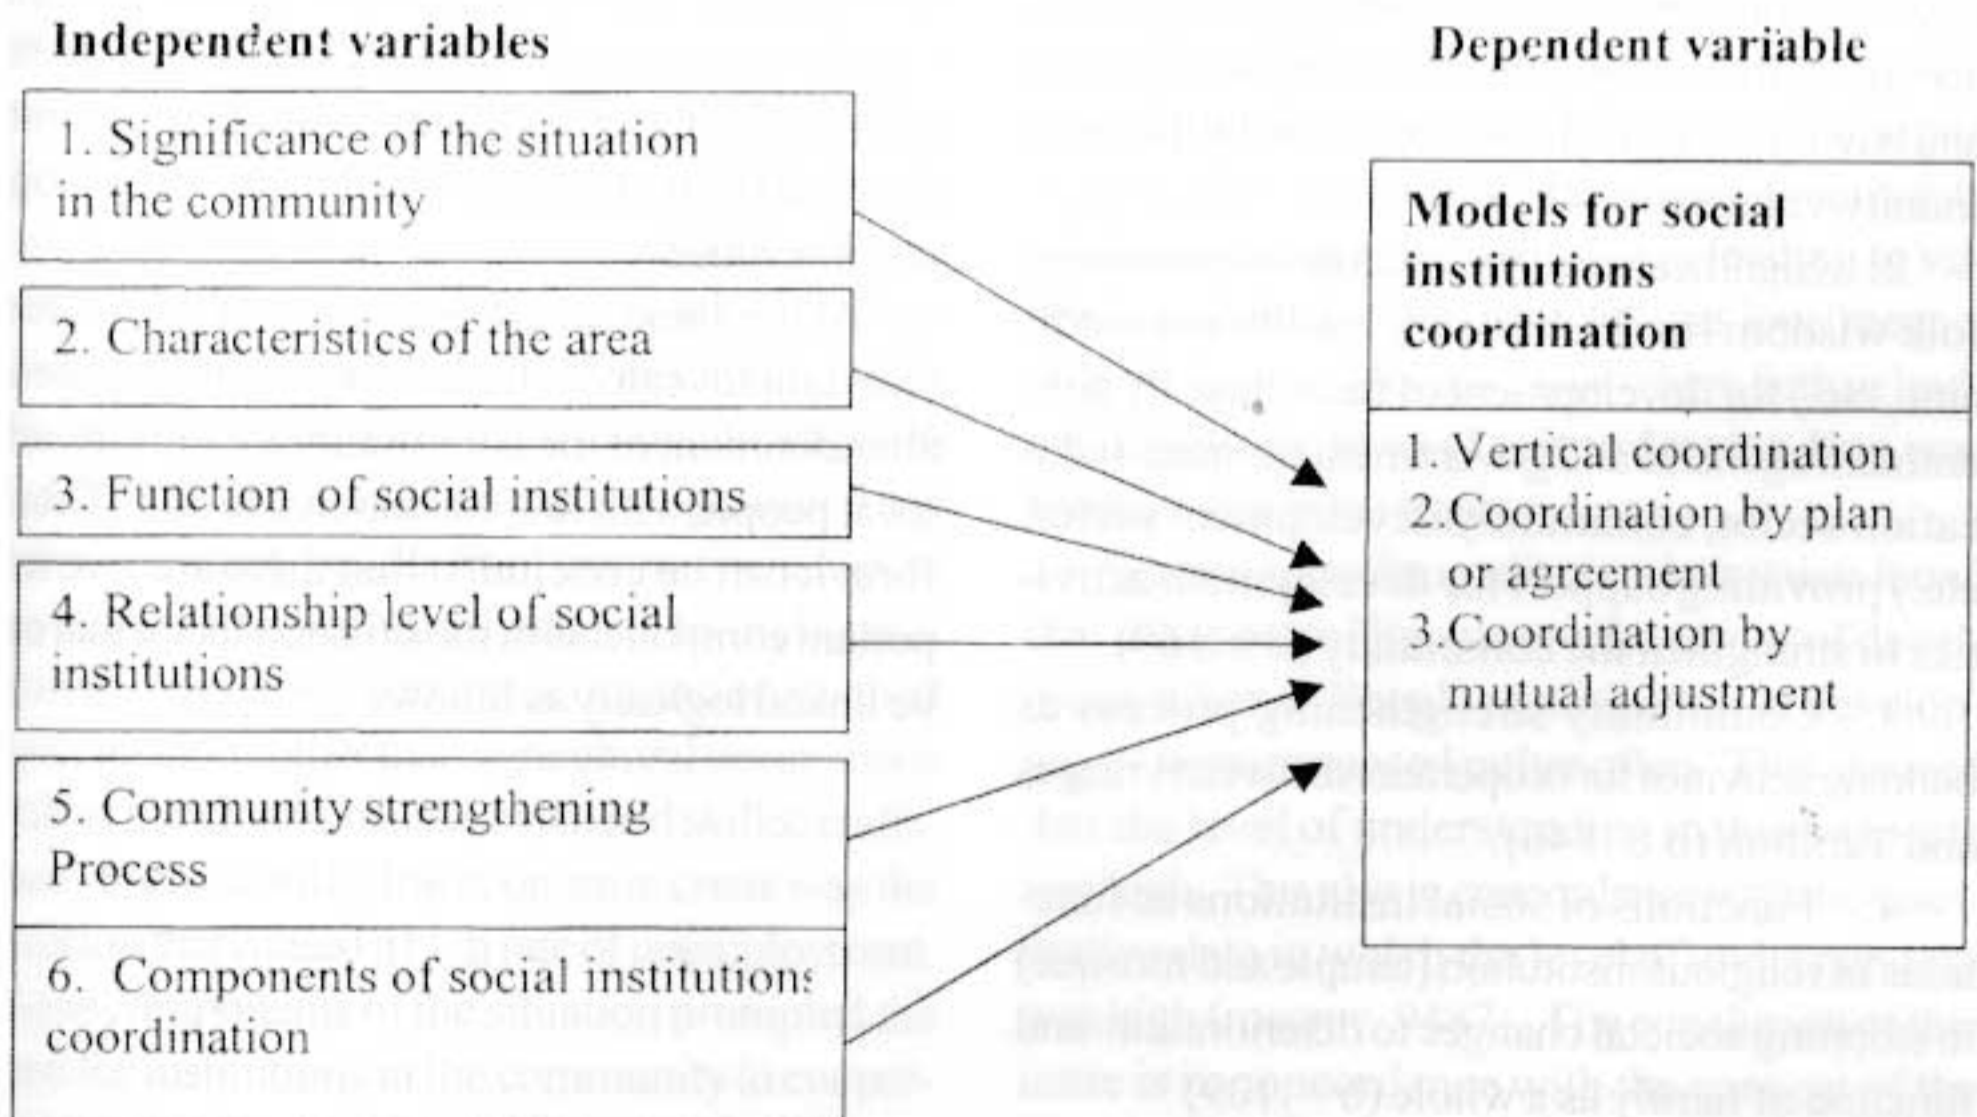 Independent variables
1. Significance of the situation
in the community
2. Characteristics of the area
3. Function of social institutions
4. Relationship level of social
institutions
5. Community strengthening
Process
6. Components of social institutions
coordination
Dependent variable
Models for social
institutions
coordination
1. Vertical coordination
2.Coordination by plan
or agreement
3.Coordination by
mutual adjustment